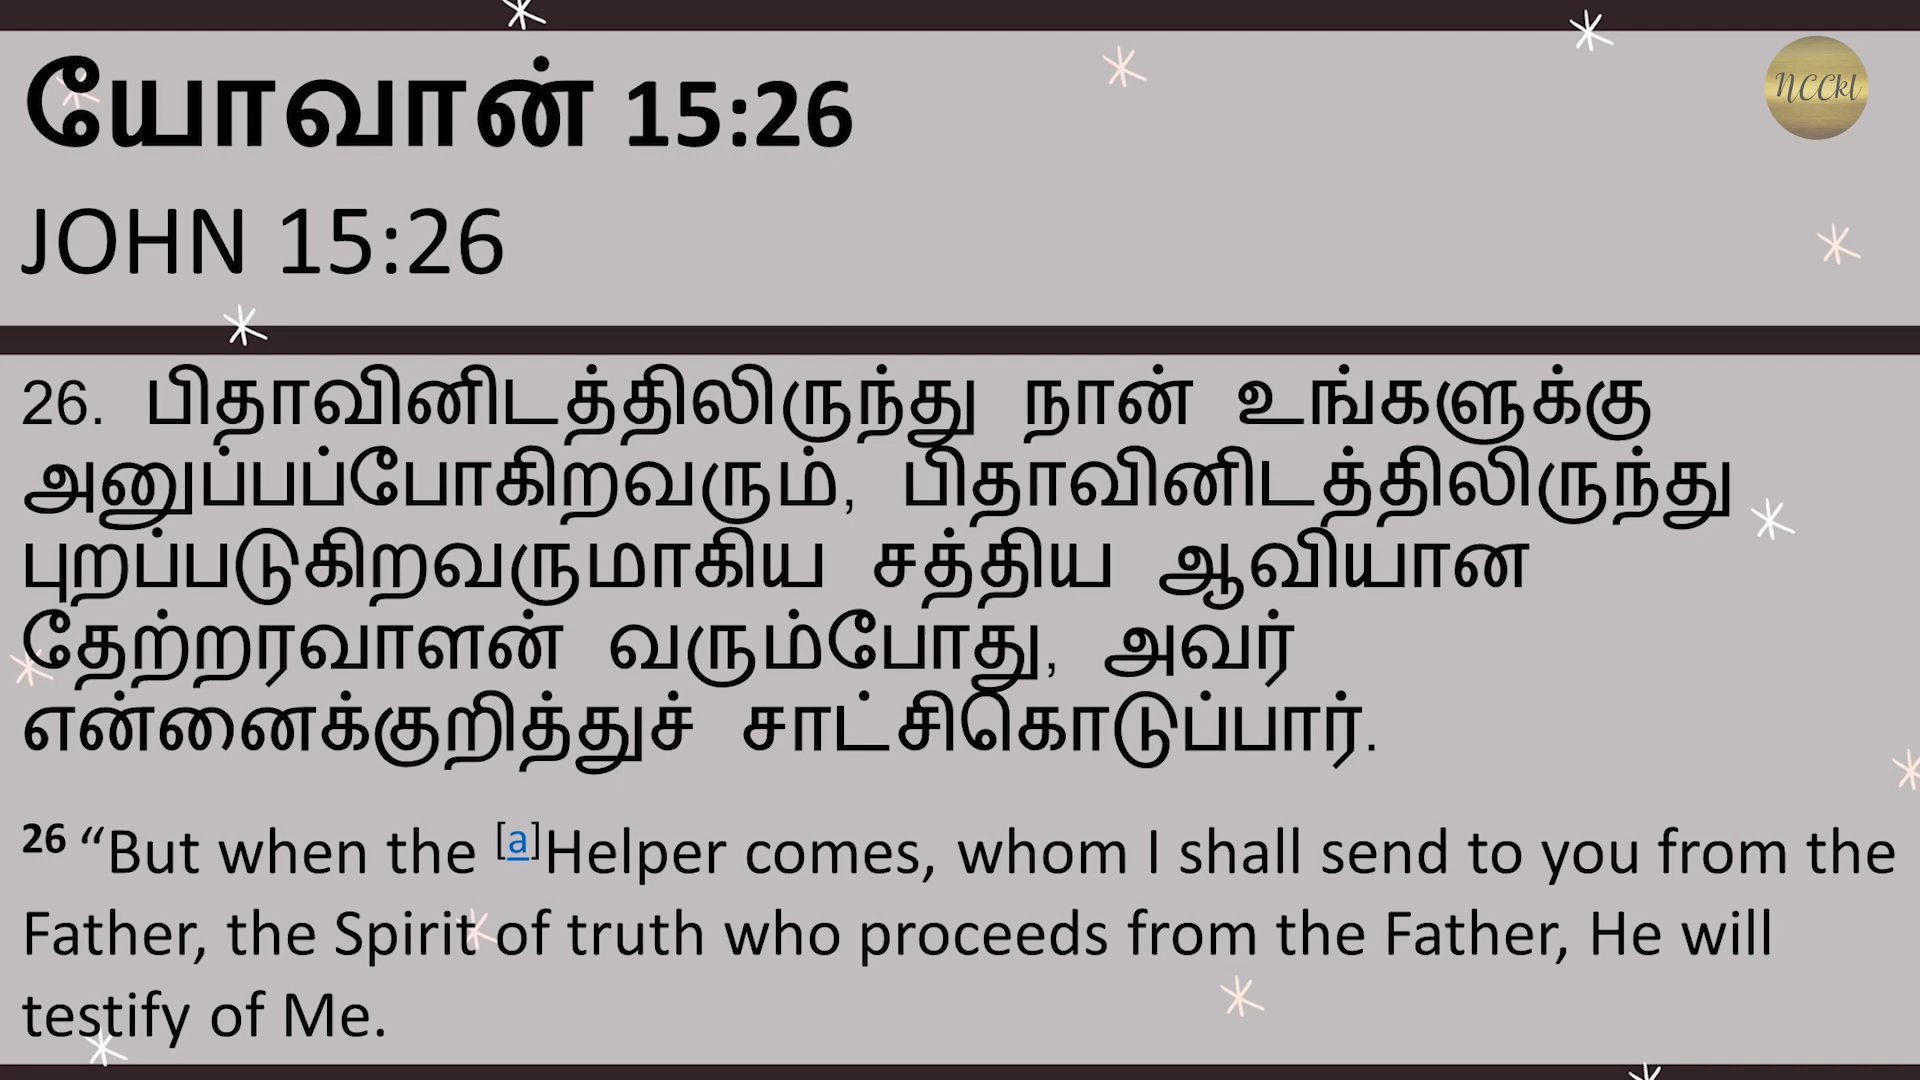 யோவான் 15:26
NCCkl
JOHN 15:26
26. பிதாவினிடத்திலிருந்து நான் உங்களுக்கு
அனுப்பப்போகிறவரும், பிதாவினிடத்திலிருந்து
புறப்படுகிறவருமாகிய சத்திய ஆவியான
தேற்றரவாளன் வரும்போது, அவர்
என்னைக்குறித்துச் சாட்சிகொடுப்பார்.
26 “But when the [a]Helper comes, whom I shall send to you from the
Father, the Spirit of truth who proceeds from the Father, He will
testify of Me.